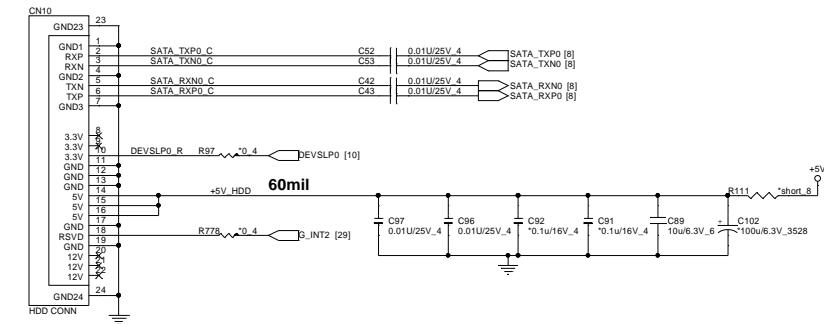 CN10
GND23 23
GND1 1
RXP 2 SATA_TXP0_C C52 0.01U/25V_4 SATA_TXP0 [8]
RXN 3 SATA_TXN0_C C53 0.01U/25V_4 SATA_TXN0 [8]
GND2 4
TXN 5 SATA_RXN0_C C42 0.01U/25V_4 SATA_RXN0 [8]
TXP 6 SATA_RXP0_C C43 0.01U/25V_4 SATA_RXP0 [8]
GND3 7
3.3V 8
3.3V
3.3V 10 DEVSLP0_R R97 *0_4 DEVSLP0 [10]
GND 11
GND 12
GND 13
5V 14 +5V_HDD 60mil R111 *short_8 +5V
5V 15
5V 16
GND 17
RSVD 18 R778 *0_4 G_INT2 [29]
GND 19
12V 20
12V 21
12V 22
GND24 24
HDD CONN
C97 0.01U/25V_4
C96 0.01U/25V_4
C92 *0.1u/16V_4
C91 *0.1u/16V_4
C89 10u/6.3V_6
+ C102 *100u/6.3V_3528